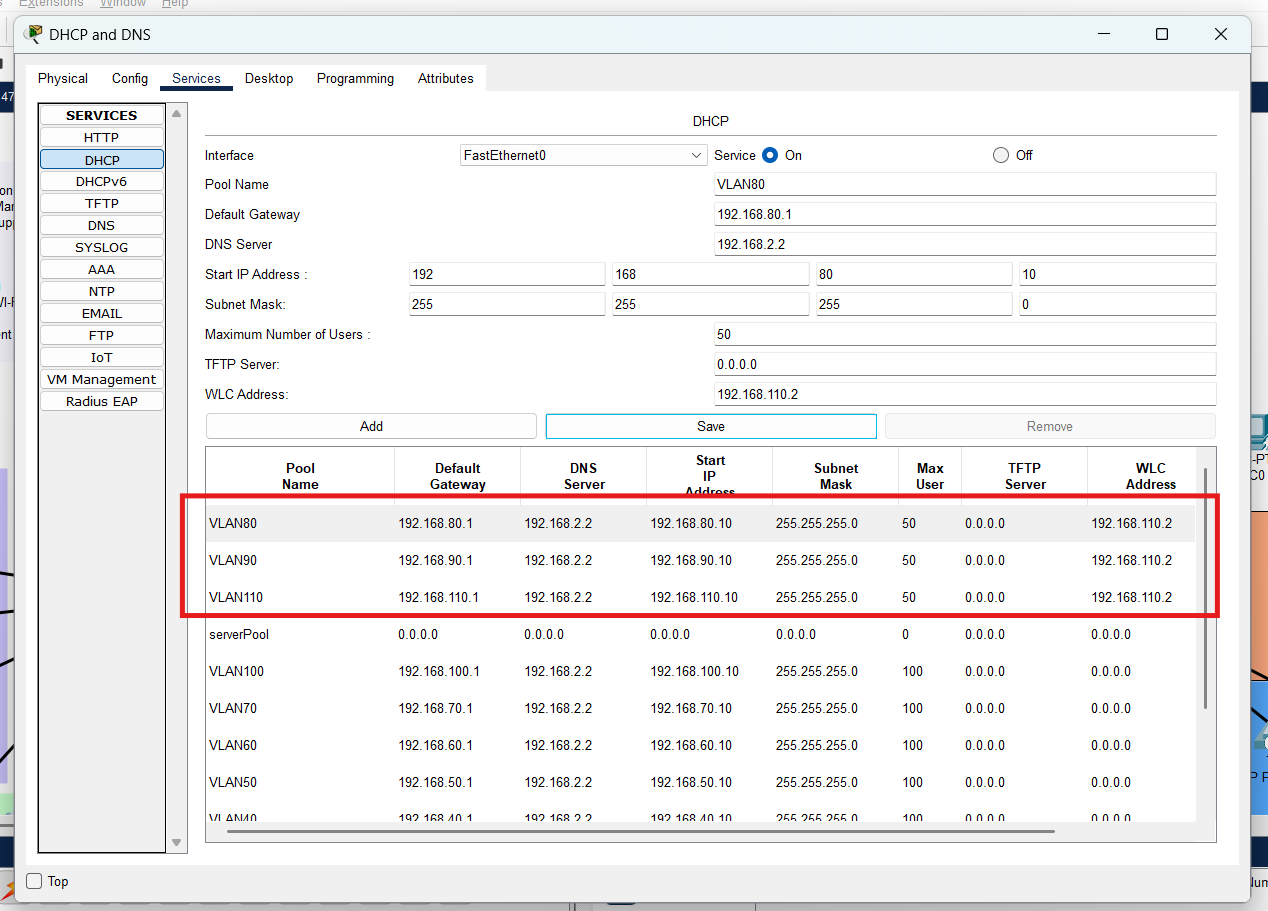 Extensions Window Help
DHCP and DNS
Physical Config Services Desktop Programming Attributes
47
SERVICES
HTTP
DHCP
DHCPv6
TFTP
DNS
SYSLOG
AAA
NTP
EMAIL
FTP
IoT
VM Management
Radius EAP
DHCP
Interface FastEthernet0 Service On Off
Pool Name VLAN80
Default Gateway 192.168.80.1
DNS Server 192.168.2.2
Start IP Address : 192 168 80 10
Subnet Mask: 255 255 255 0
Maximum Number of Users : 50
TFTP Server: 0.0.0.0
WLC Address: 192.168.110.2
Add Save Remove
Pool Name Default Gateway DNS Server Start IP Address Subnet Mask Max User TFTP Server WLC Address
VLAN80 192.168.80.1 192.168.2.2 192.168.80.10 255.255.255.0 50 0.0.0.0 192.168.110.2
VLAN90 192.168.90.1 192.168.2.2 192.168.90.10 255.255.255.0 50 0.0.0.0 192.168.110.2
VLAN110 192.168.110.1 192.168.2.2 192.168.110.10 255.255.255.0 50 0.0.0.0 192.168.110.2
serverPool 0.0.0.0 0.0.0.0 0.0.0.0 0.0.0.0 0 0.0.0.0 0.0.0.0
VLAN100 192.168.100.1 192.168.2.2 192.168.100.10 255.255.255.0 100 0.0.0.0 0.0.0.0
VLAN70 192.168.70.1 192.168.2.2 192.168.70.10 255.255.255.0 100 0.0.0.0 0.0.0.0
VLAN60 192.168.60.1 192.168.2.2 192.168.60.10 255.255.255.0 100 0.0.0.0 0.0.0.0
VLAN50 192.168.50.1 192.168.2.2 192.168.50.10 255.255.255.0 100 0.0.0.0 0.0.0.0
VLAN40 192.168.40.1 192.168.2.2 192.168.40.10 255.255.255.0 100 0.0.0.0 0.0.0.0
Top